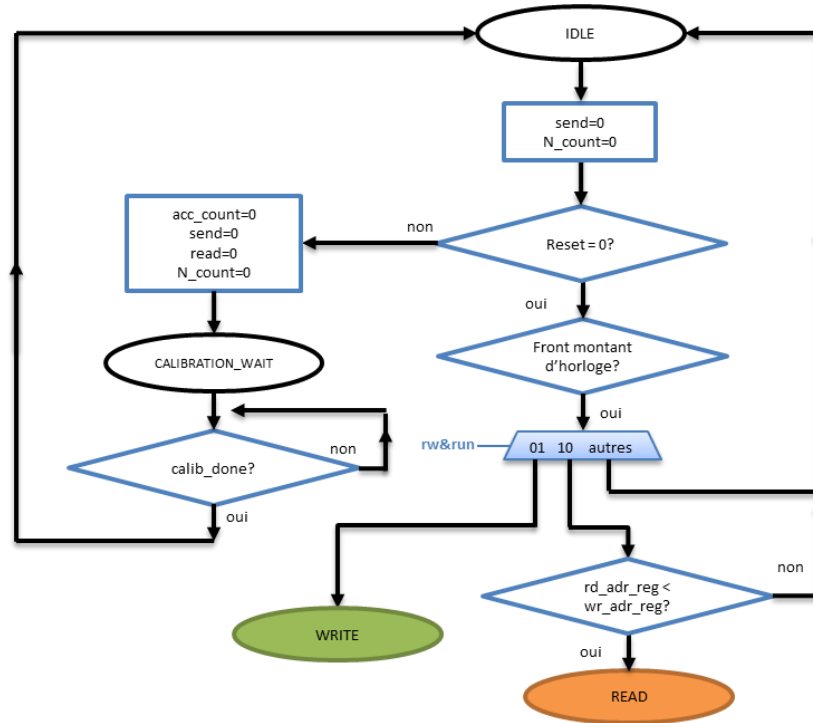 IDLE
send=0
N_count=0
acc_count=0
send=0
read=0
N_count=0
non
Reset = 0?
oui
CALIBRATION_WAIT
Front montant
d'horloge?
oui
rw&run
01 10 autres
calib_done?
non
oui
rd_adr_reg <
wr_adr_reg?
non
WRITE
oui
READ